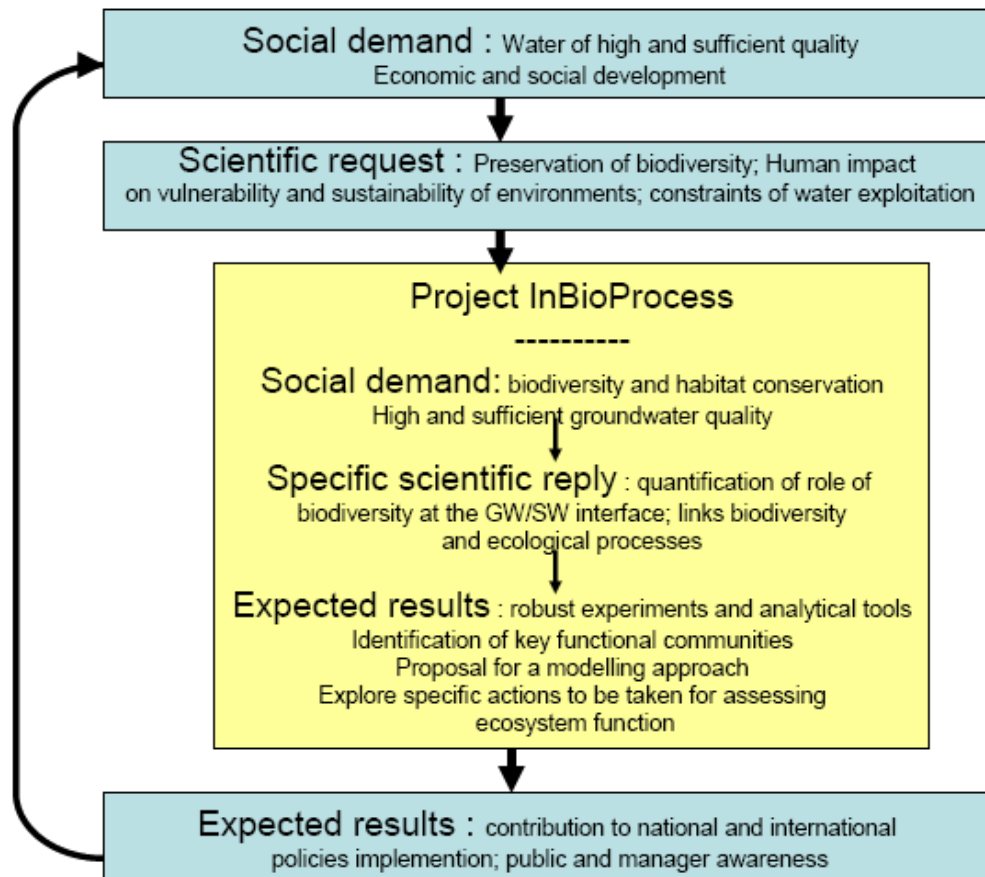 Social demand : Water of high and sufficient quality
Economic and social development
Scientific request : Preservation of biodiversity; Human impact
on vulnerability and sustainability of environments; constraints of water exploitation
Project InBioProcess
----------
Social demand: biodiversity and habitat conservation
High and sufficient groundwater quality
Specific scientific reply : quantification of role of
biodiversity at the GW/SW interface; links biodiversity
and ecological processes
Expected results : robust experiments and analytical tools
Identification of key functional communities
Proposal for a modelling approach
Explore specific actions to be taken for assessing
ecosystem function
Expected results : contribution to national and international
policies implemention; public and manager awareness